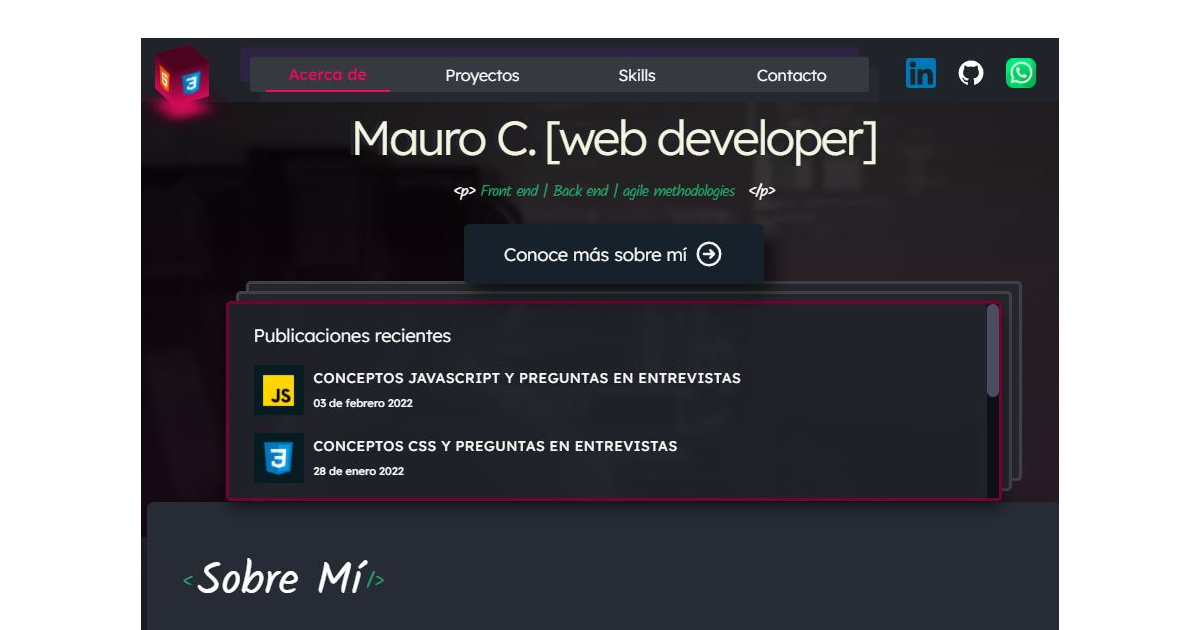 Acerca de
Proyectos
Skills
Contacto
Mauro C. [web developer]
<p> Front end | Back end | agile methodologies </p>
Conoce más sobre mí
Publicaciones recientes
JS
CONCEPTOS JAVASCRIPT Y PREGUNTAS EN ENTREVISTAS
03 de febrero 2022
CONCEPTOS CSS Y PREGUNTAS EN ENTREVISTAS
28 de enero 2022
<Sobre Mí/>